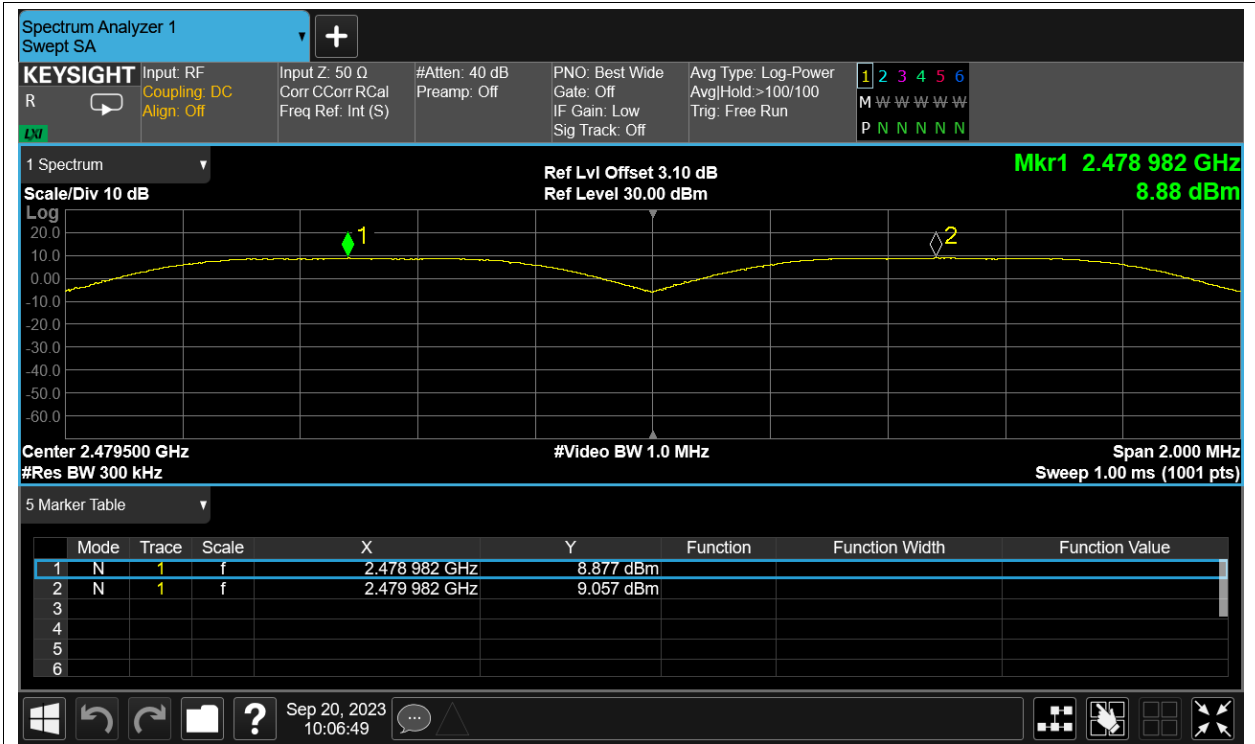 Spectrum Analyzer 1
Swept SA
KEYSIGHT Input: RF Input Z: 50 Ω #Atten: 40 dB PNO: Best Wide Avg Type: Log-Power 1 2 3 4 5 6
R Coupling: DC Corr CCorr RCal Preamp: Off Gate: Off Avg|Hold:>100/100 M W W W W W
Align: Off Freq Ref: Int (S) IF Gain: Low Trig: Free Run
LXI Sig Track: Off P N N N N N
1 Spectrum Ref Lvl Offset 3.10 dB Mkr1 2.478 982 GHz
Scale/Div 10 dB Ref Level 30.00 dBm 8.88 dBm
Log
20.0
1 2
10.0
0.00
-10.0
-20.0
-30.0
-40.0
-50.0
-60.0
Center 2.479500 GHz #Video BW 1.0 MHz Span 2.000 MHz
#Res BW 300 kHz Sweep 1.00 ms (1001 pts)
5 Marker Table
Mode Trace Scale X Y Function Function Width Function Value
1 N 1 f 2.478 982 GHz 8.877 dBm
2 N 1 f 2.479 982 GHz 9.057 dBm
3
4
5
6
? Sep 20, 2023
10:06:49